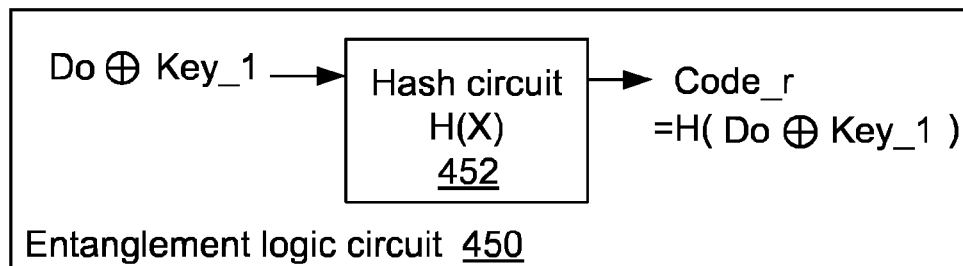 Do ⊕ Key_1
Hash circuit
H(X)
452
Code_r
=H( Do ⊕ Key_1 )
Entanglement logic circuit 450